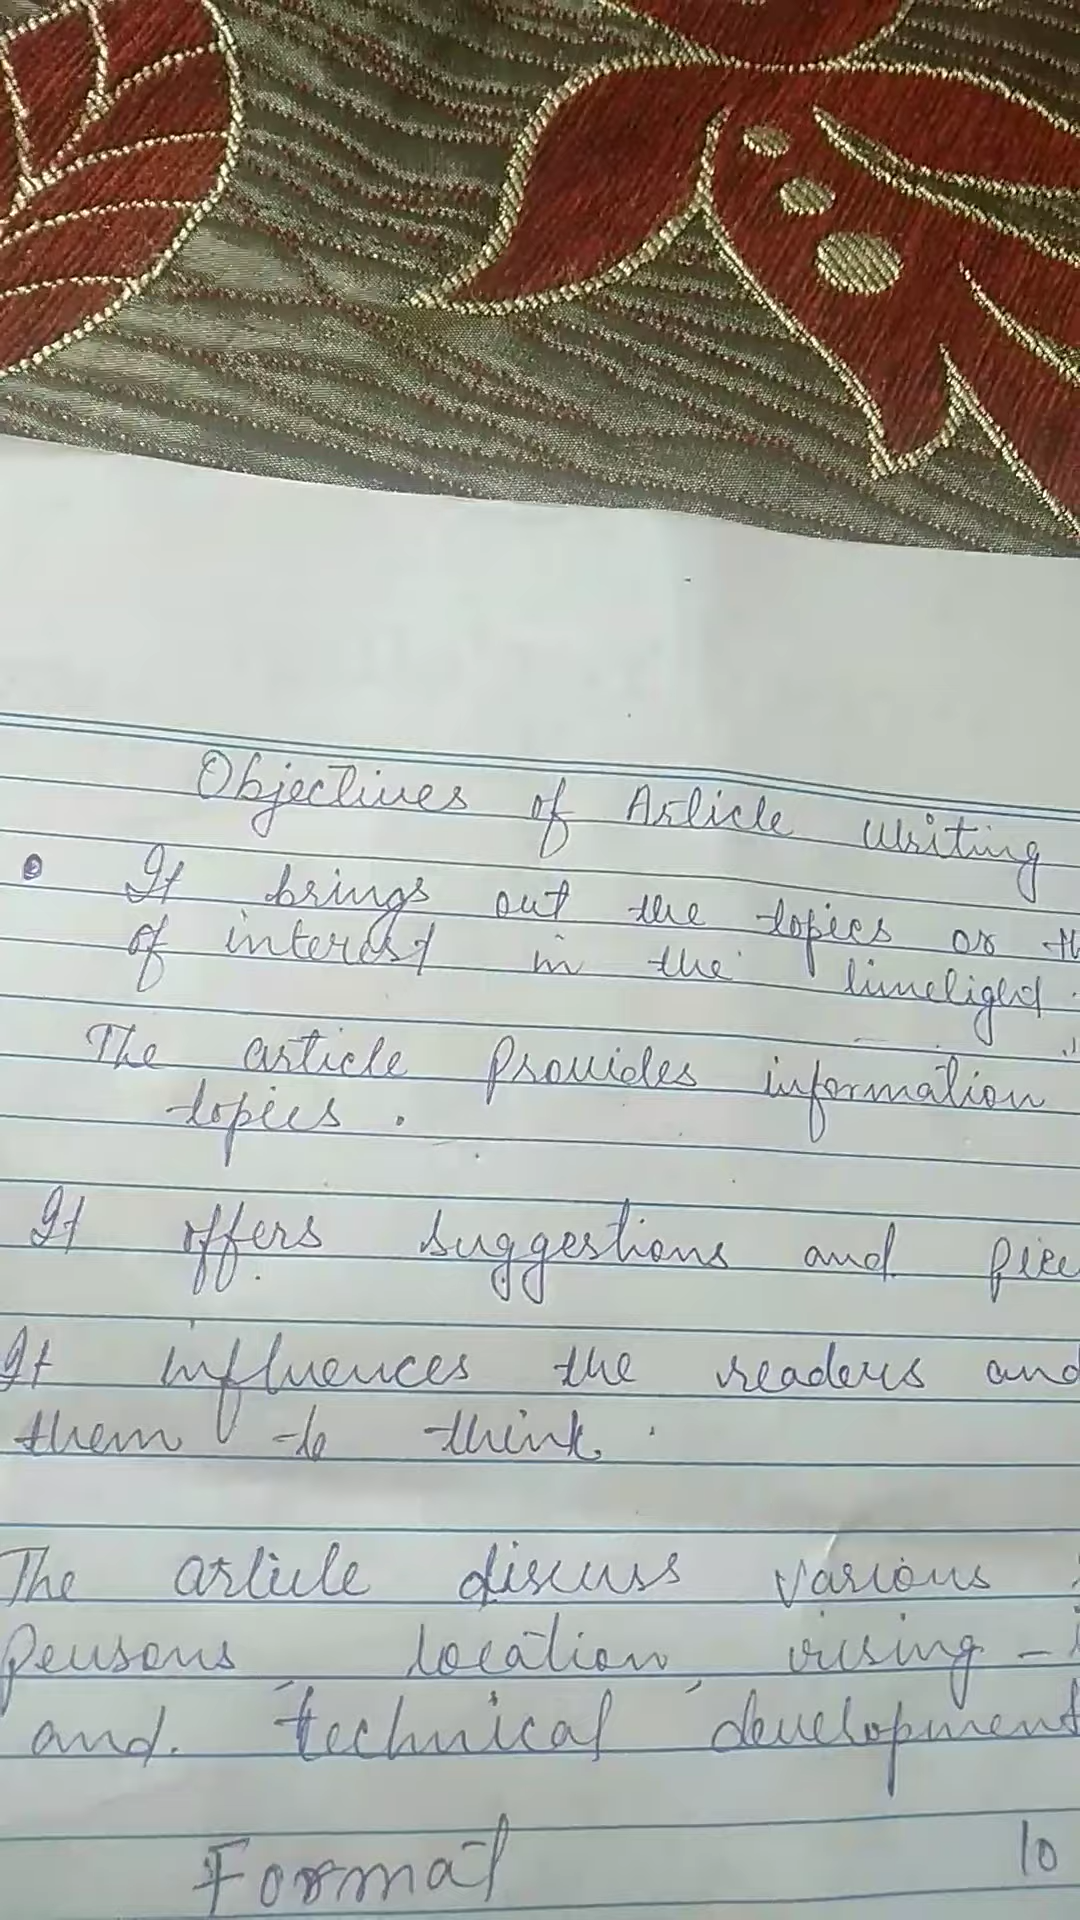 Objectives of Article Writing
• It brings out the topics or
of interest in the limelight
The article Provides information
topics.
It offers suggestions and
It influences the readers and
them to think.
The article discuss various
Persons, location, rising -
and technical development
Format 10